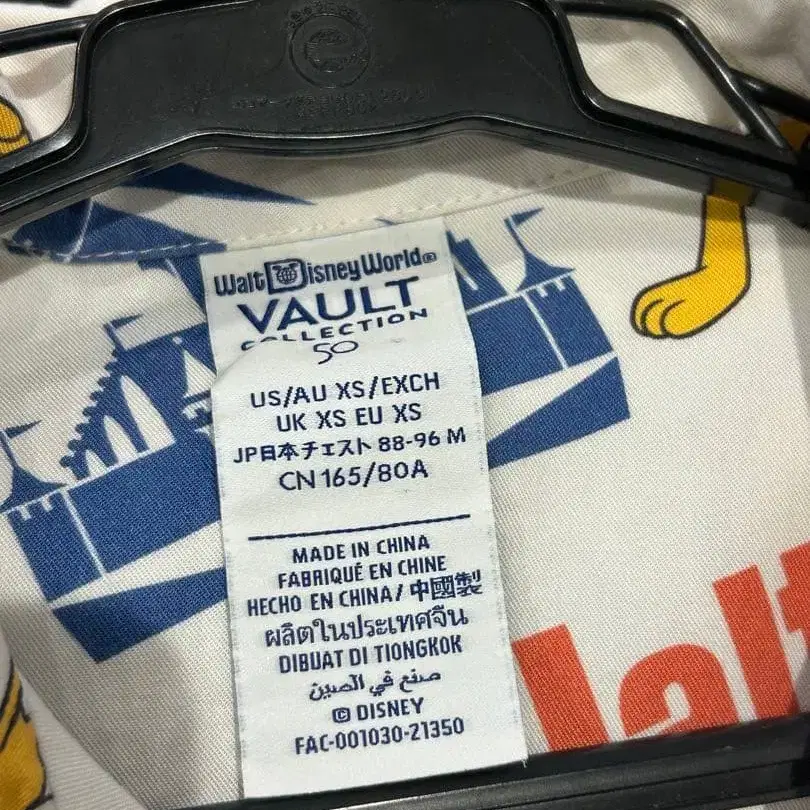 Walt Disney World®
VAULT
COLLECTION
50
US/AU XS/EXCH
UK XS EU XS
JP日本チェスト 88-96 M
CN 165/80A
MADE IN CHINA
FABRIQUÉ EN CHINE
HECHO EN CHINA/ 中國製
ผลิตในประเทศจีน
DIBUAT DI TIONGKOK
صنع في الصين
© DISNEY
FAC-001030-21350
Walt